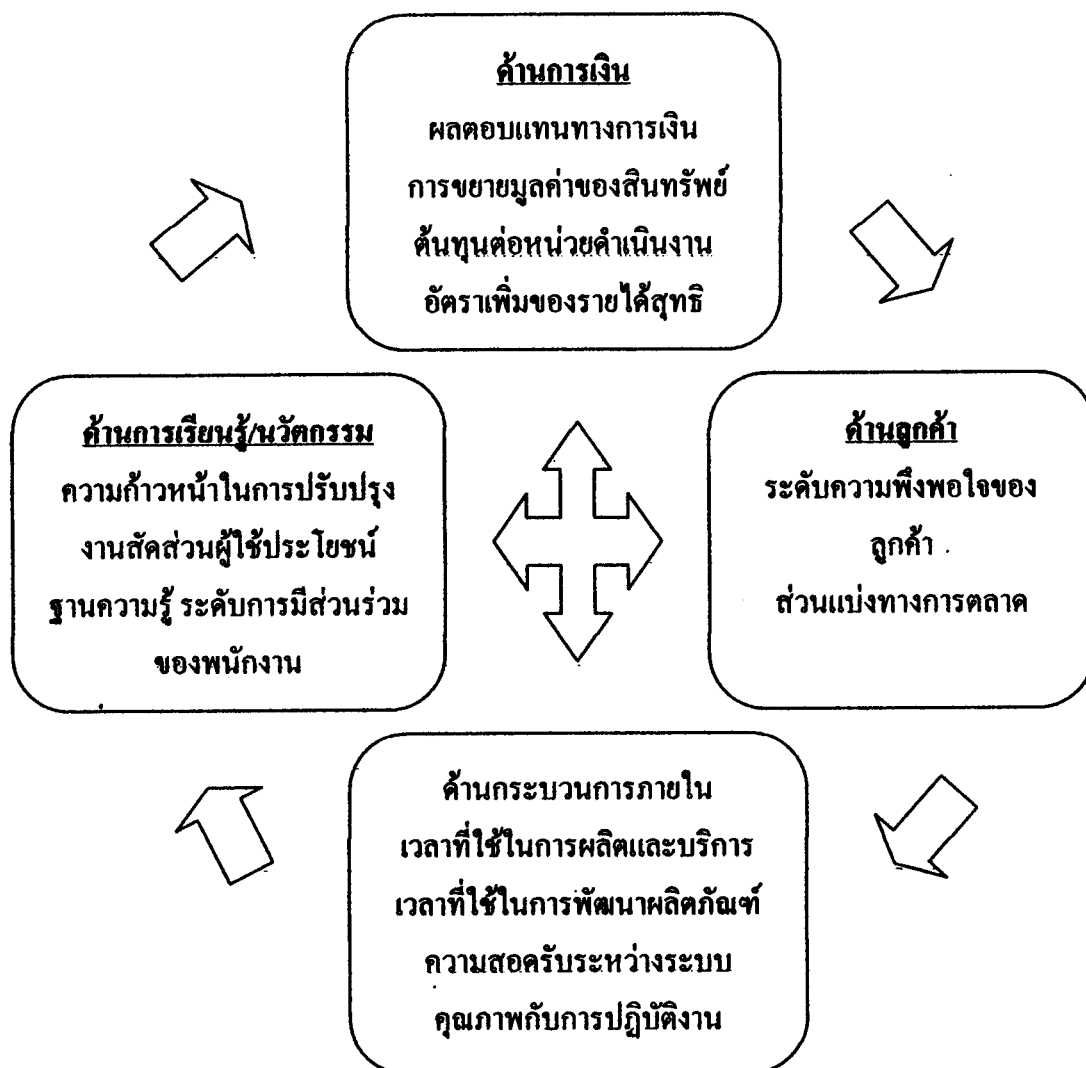 ด้านการเงิน
ผลตอบแทนทางการเงิน
การขยายมูลค่าของสินทรัพย์
ต้นทุนต่อหน่วยดำเนินงาน
อัตราเพิ่มของรายได้สุทธิ
ด้านการเรียนรู้/นวัตกรรม
ความก้าวหน้าในการปรับปรุง
งานสัดส่วนผู้ใช้ประโยชน์
ฐานความรู้ ระดับการมีส่วนร่วม
ของพนักงาน
ด้านลูกค้า
ระดับความพึงพอใจของ
ลูกค้า
ส่วนแบ่งทางการตลาด
ด้านกระบวนการภายใน
เวลาที่ใช้ในการผลิตและบริการ
เวลาที่ใช้ในการพัฒนาผลิตภัณฑ์
ความสอดรับระหว่างระบบ
คุณภาพกับการปฏิบัติงาน